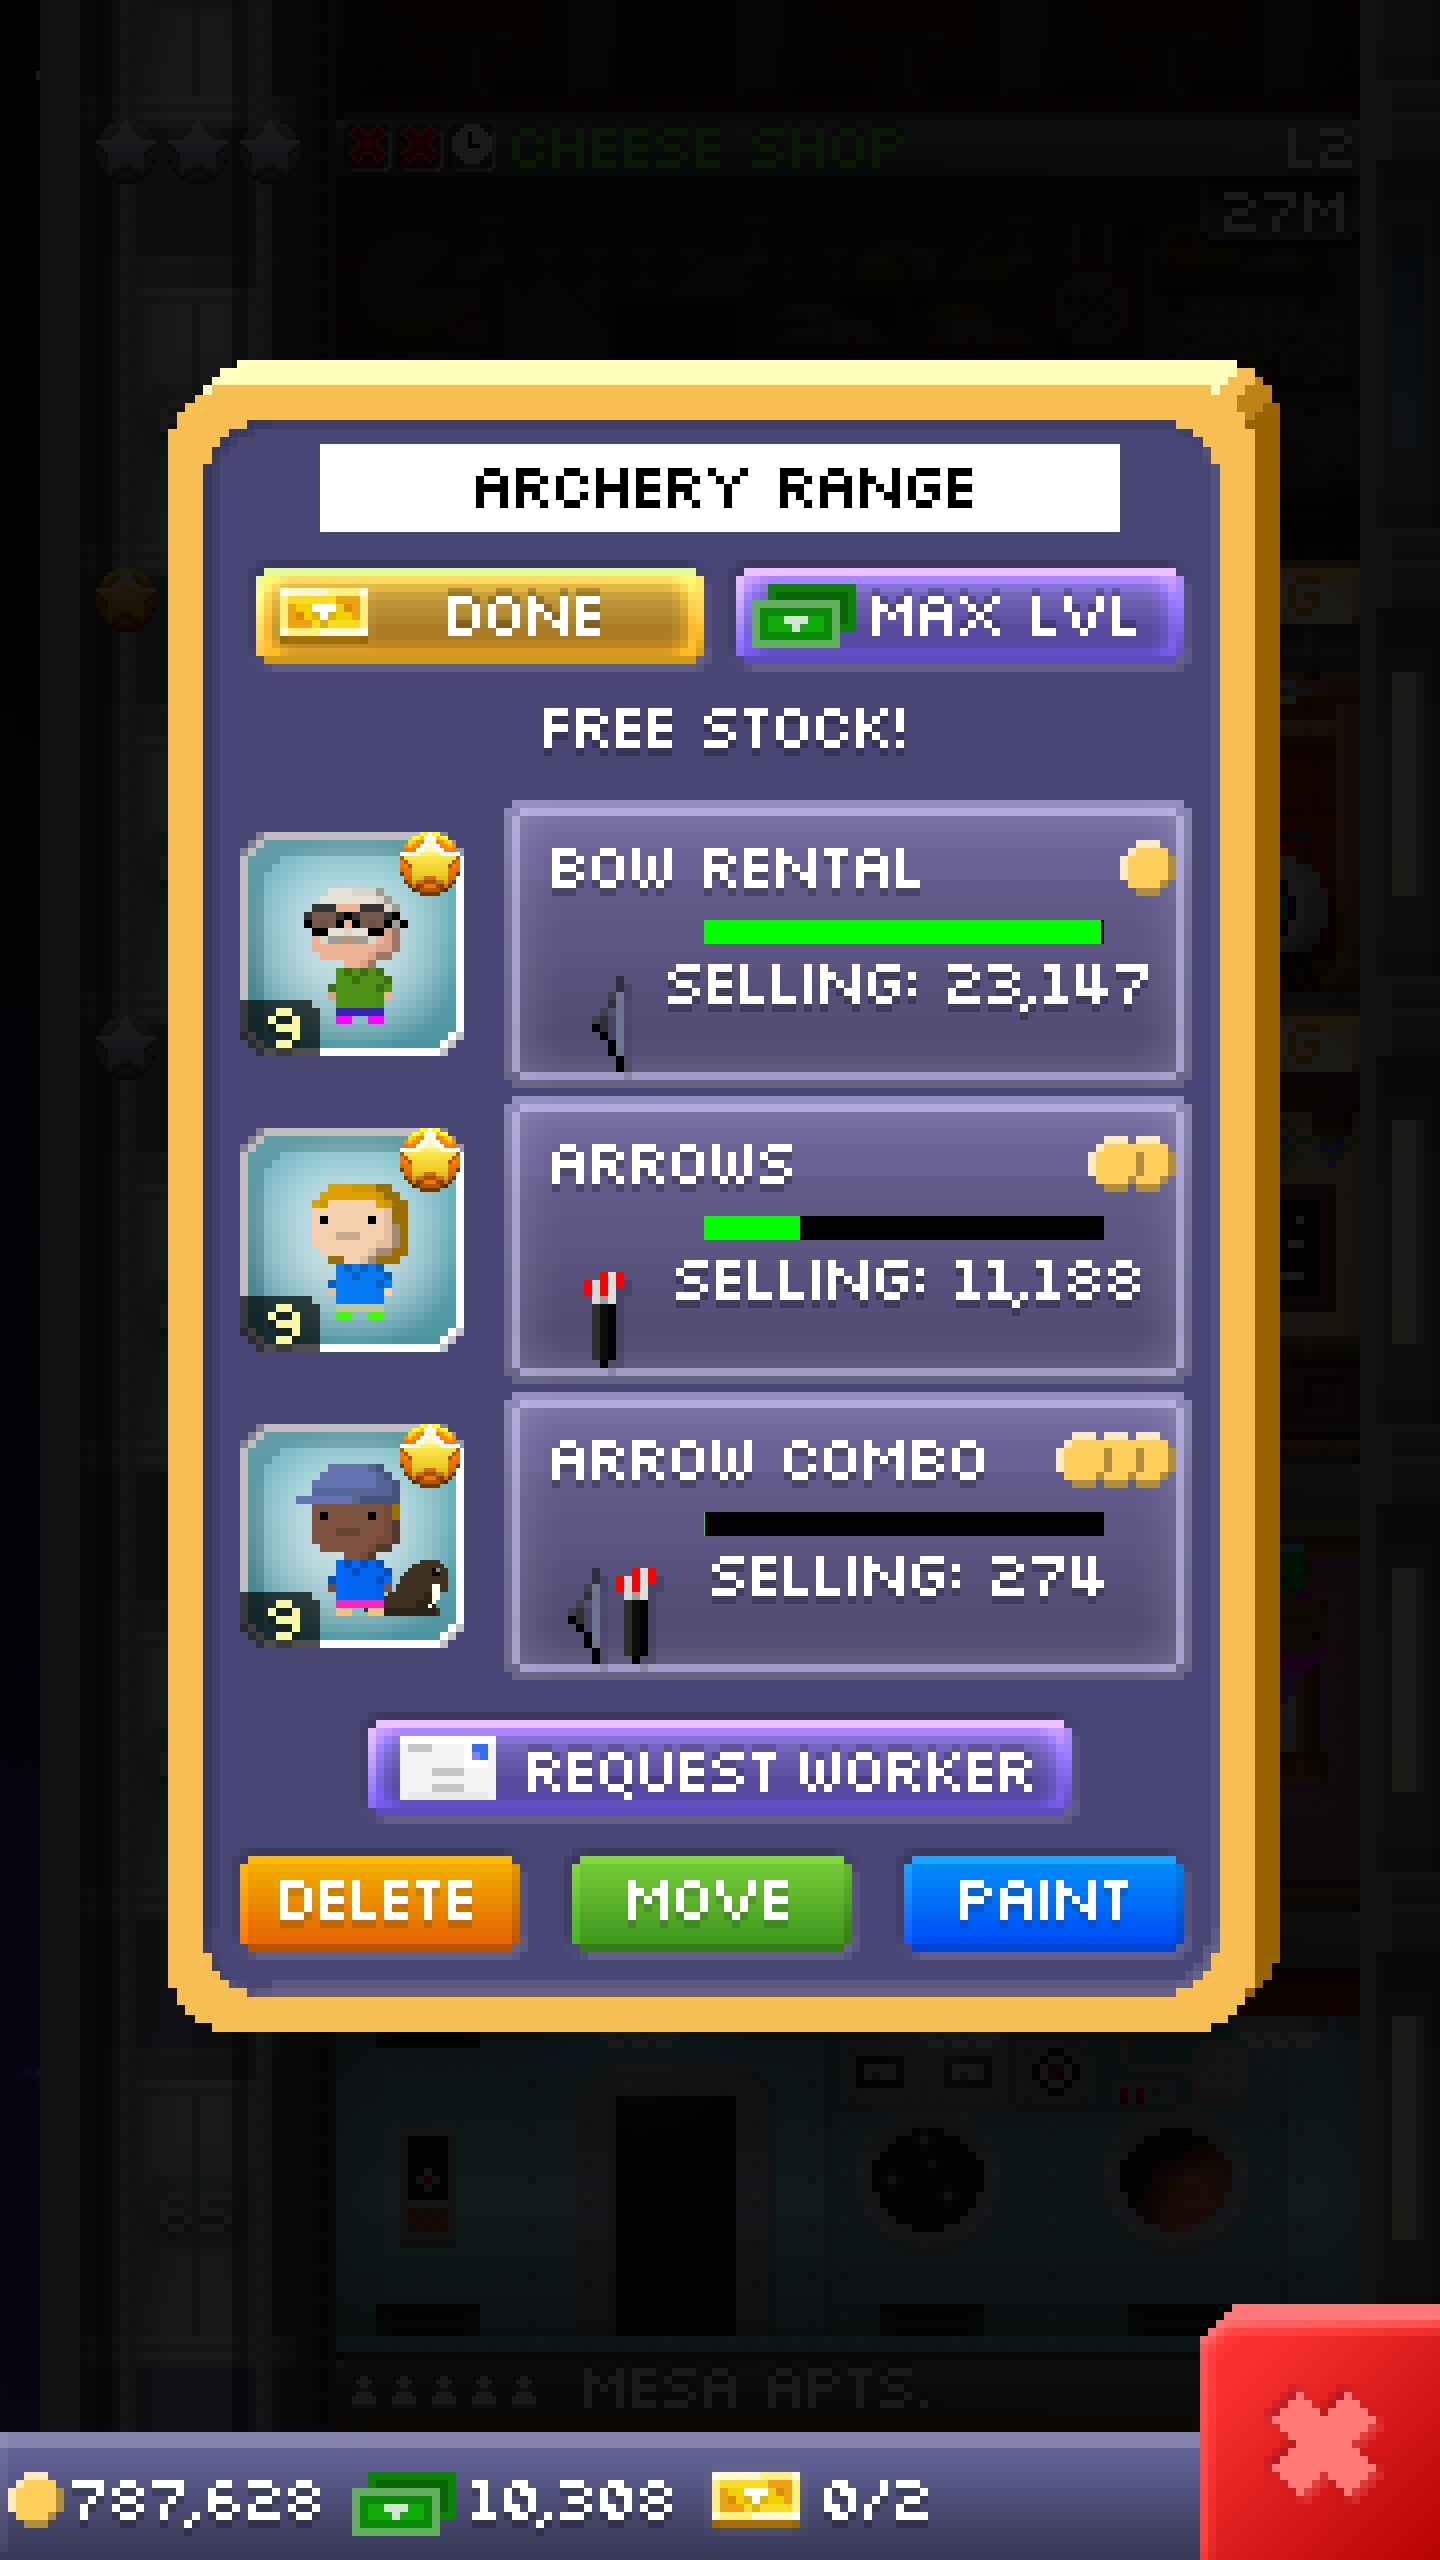 CHEESE SHOP
L2
27M
ARCHERY RANGE
DONE
MAX LVL
FREE STOCK!
BOW RENTAL
SELLING: 23,147
9
ARROWS
SELLING: 11,188
9
ARROW COMBO
SELLING: 274
9
REQUEST WORKER
DELETE
MOVE
PAINT
65
MESA APTS.
787,628
10,308
0/2